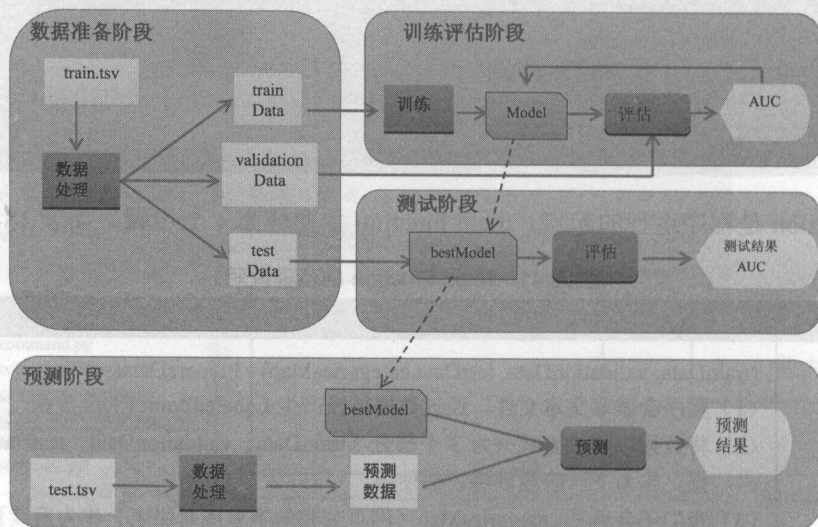 数据准备阶段
train.tsv
数据
处理
train
Data
validation
Data
test
Data
训练评估阶段
训练
Model
评估
AUC
测试阶段
bestModel
评估
测试结果
AUC
预测阶段
bestModel
test.tsv
数据
处理
预测
数据
预测
预测
结果